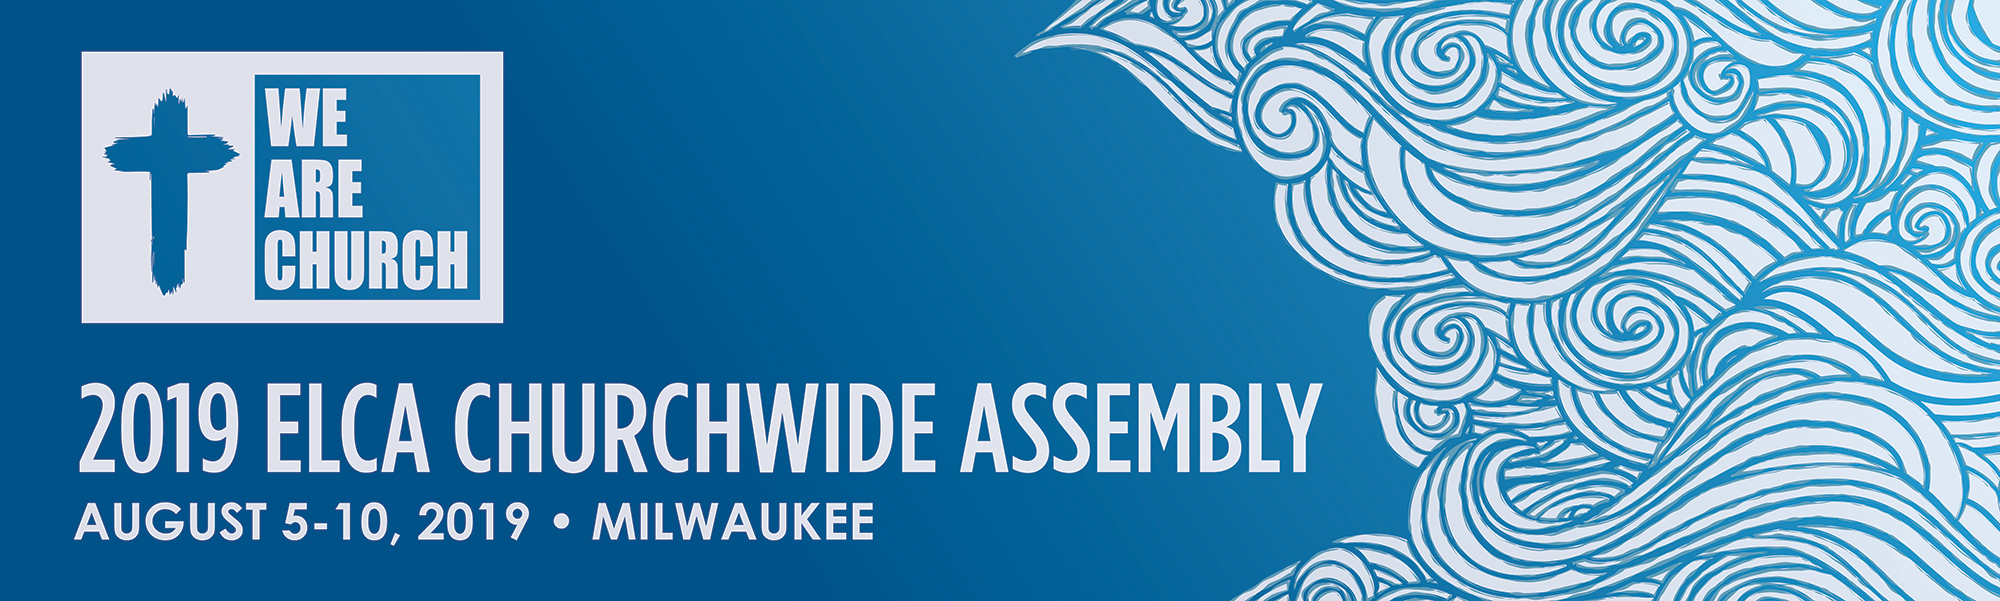 WE
ARE
CHURCH
2019 ELCA CHURCHWIDE ASSEMBLY
AUGUST 5-10, 2019 • MILWAUKEE